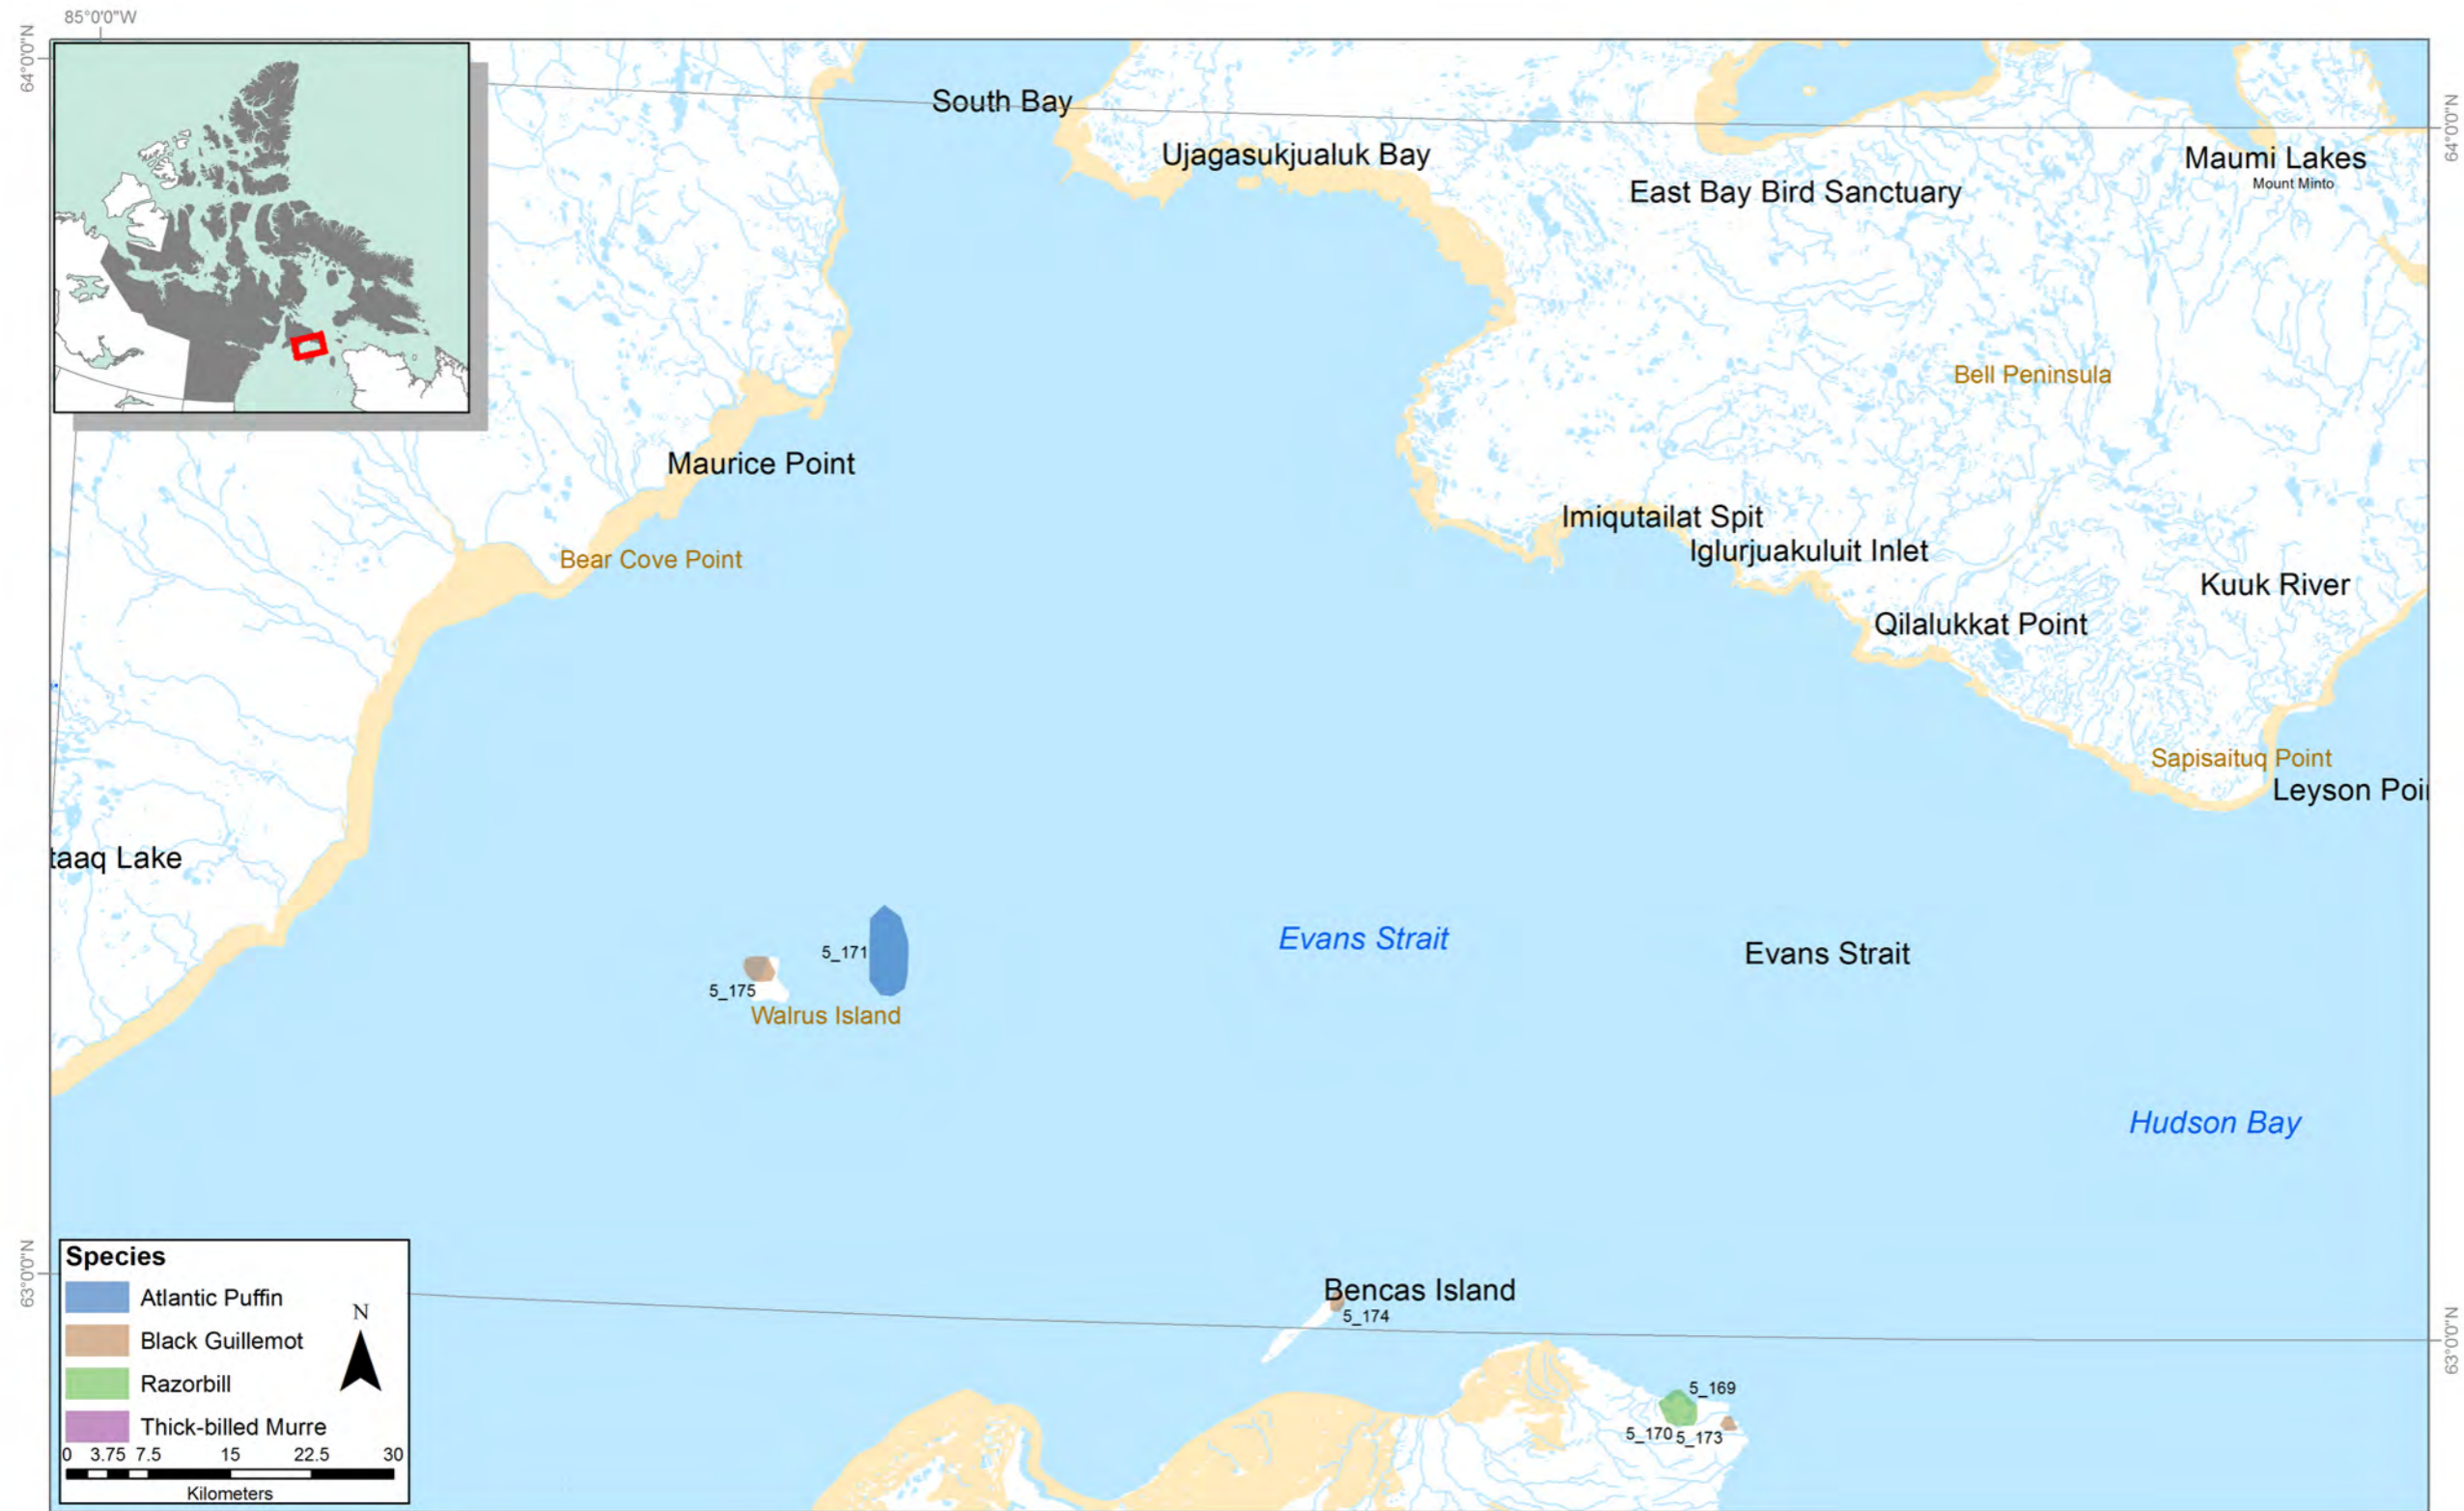 85°0'0"W
64°0'0"N
64°0'0"N
South Bay
Ujagasukjualuk Bay
Maumi Lakes
Mount Minto
East Bay Bird Sanctuary
Bell Peninsula
Maurice Point
Imiqutailat Spit
Bear Cove Point
Iglurjuakuluit Inlet
Kuuk River
Qilalukkat Point
Sapisaituq Point
Leyson Poi
taaq Lake
5_171
Evans Strait
Evans Strait
5_175
Walrus Island
Hudson Bay
63°0'0"N
63°0'0"N
Bencas Island
5_174
5_169
5_170
5_173
Species
Atlantic Puffin
Black Guillemot
Razorbill
Thick-billed Murre
N
0 3.75 7.5 15 22.5 30
Kilometers